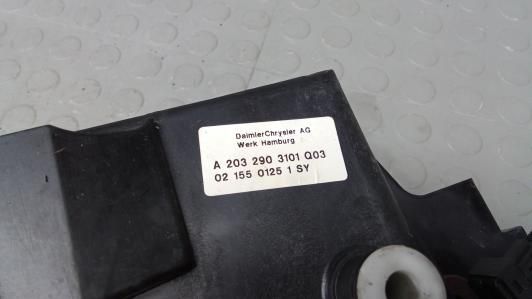 DaimlerChrysler AG
Werk Hamburg
A 203 290 3101 Q03
02 155 0125 1 SY